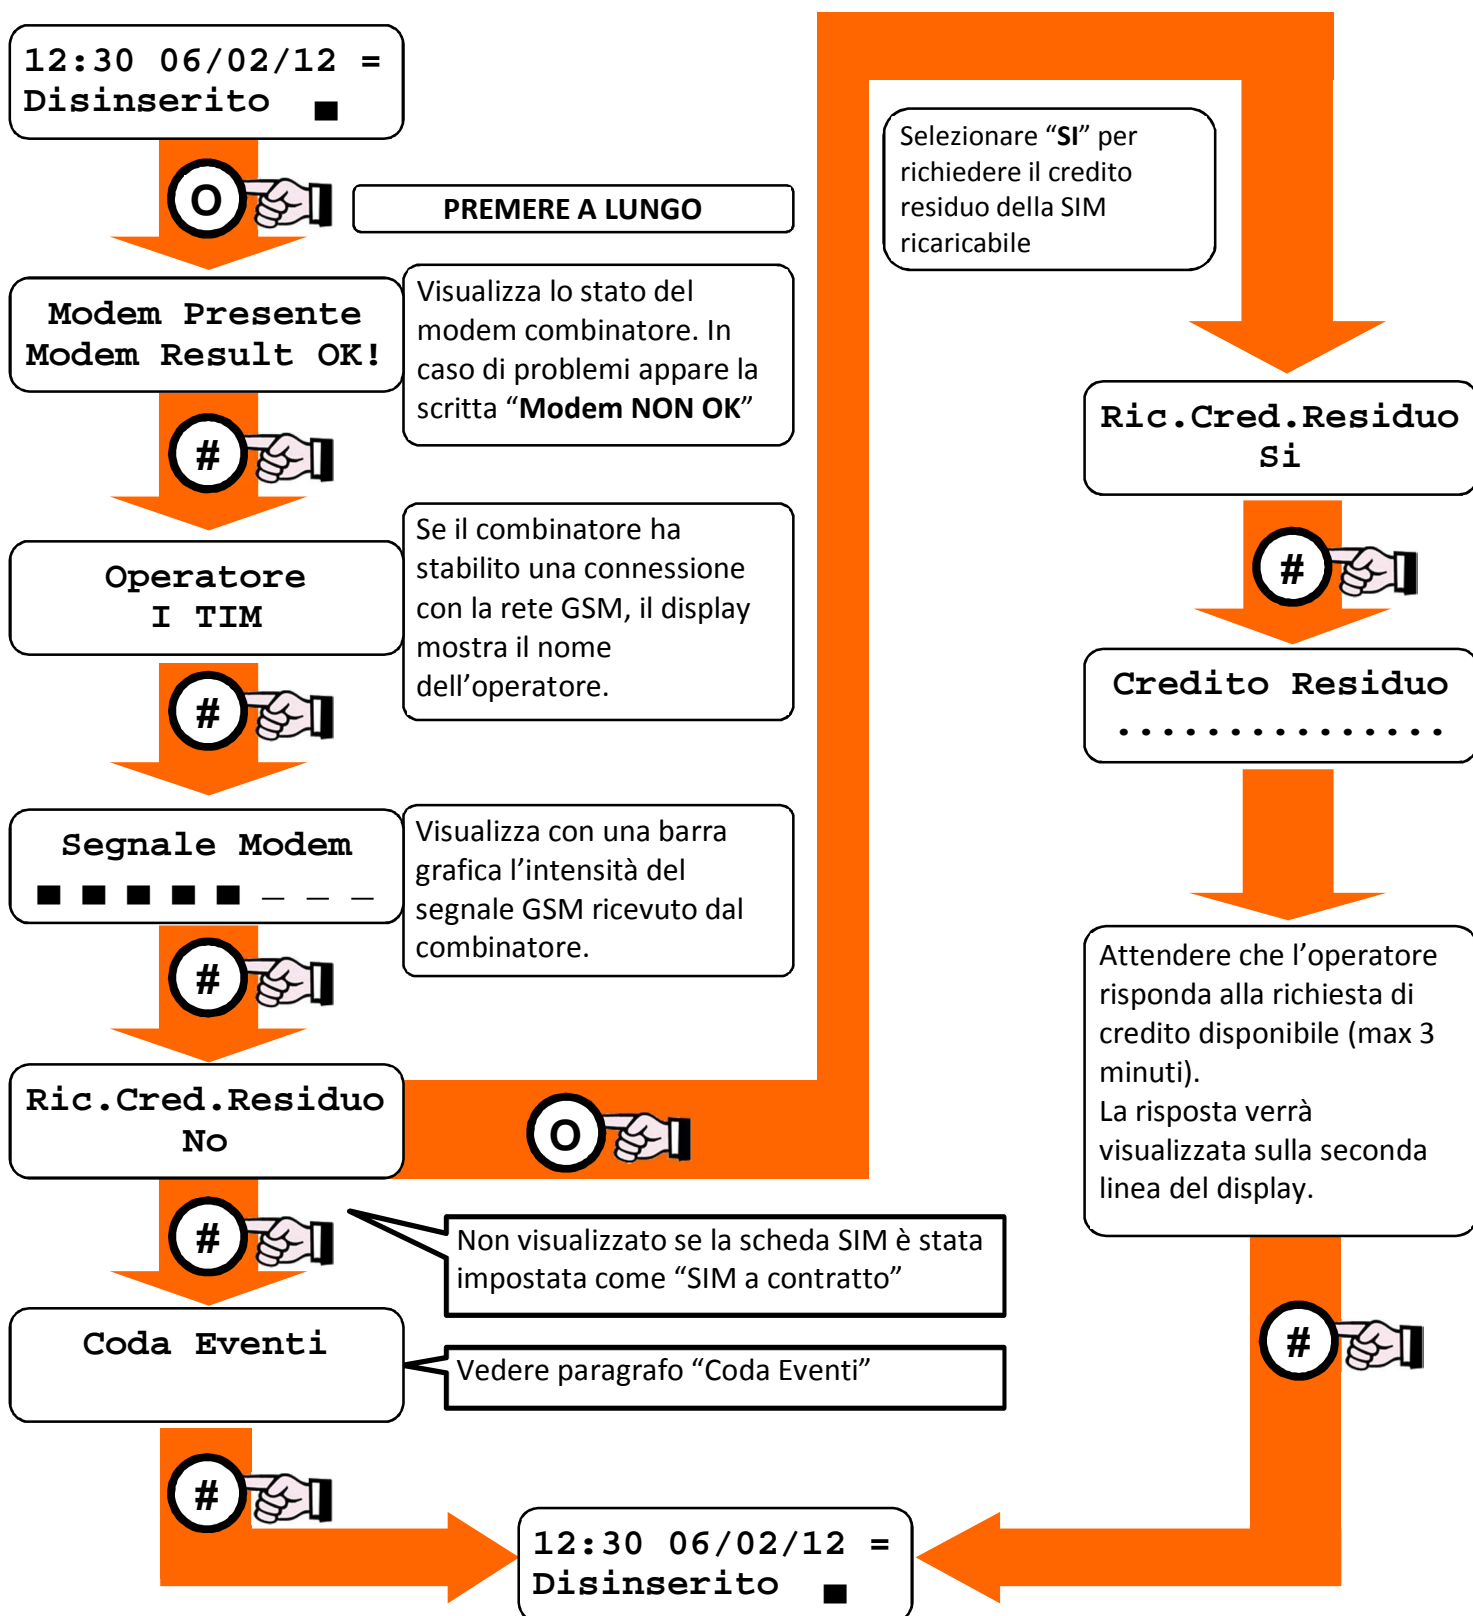 12:30 06/02/12 =
Disinserito
O
PREMERE A LUNGO
Modem Presente
Modem Result OK!
Visualizza lo stato del
modem combinatore. In
caso di problemi appare la
scritta “Modem NON OK”
#
Operatore
I TIM
Se il combinatore ha
stabilito una connessione
con la rete GSM, il display
mostra il nome
dell’operatore.
#
Segnale Modem
Visualizza con una barra
grafica l’intensità del
segnale GSM ricevuto dal
combinatore.
#
Ric.Cred.Residuo
No
O
#
Non visualizzato se la scheda SIM è stata
impostata come “SIM a contratto”
Coda Eventi
Vedere paragrafo “Coda Eventi”
#
Selezionare “SI” per
richiedere il credito
residuo della SIM
ricaricabile
Ric.Cred.Residuo
Si
#
Credito Residuo
...............
Attendere che l’operatore
risponda alla richiesta di
credito disponibile (max 3
minuti).
La risposta verrà
visualizzata sulla seconda
linea del display.
#
12:30 06/02/12 =
Disinserito